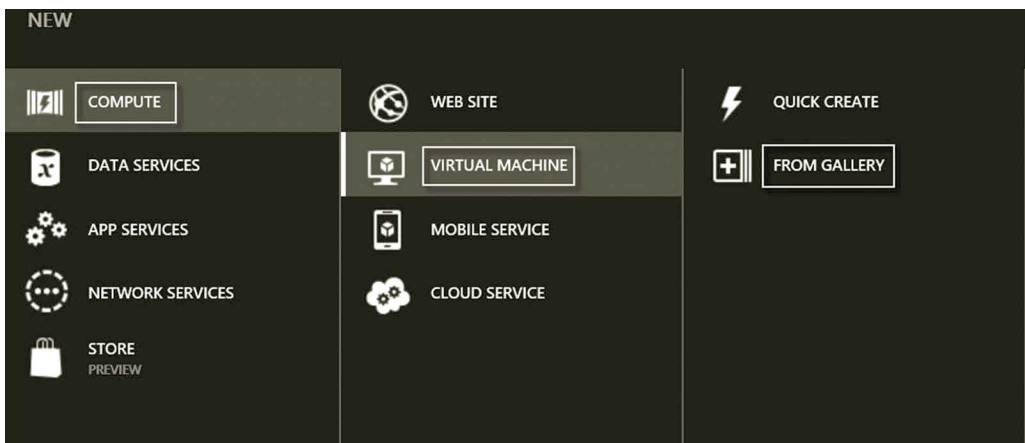 NEW
COMPUTE
DATA SERVICES
APP SERVICES
NETWORK SERVICES
STORE
PREVIEW
WEB SITE
VIRTUAL MACHINE
MOBILE SERVICE
CLOUD SERVICE
QUICK CREATE
FROM GALLERY